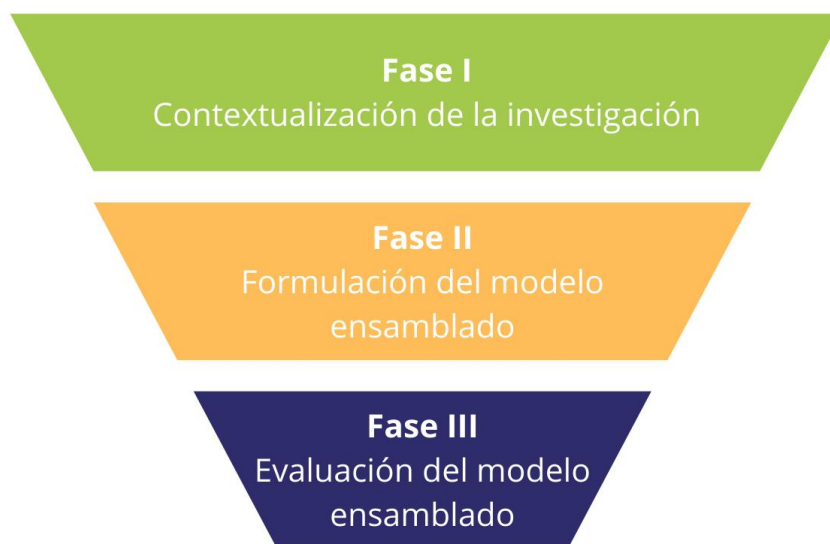 Fase I
Contextualización de la investigación
Fase II
Formulación del modelo
ensamblado
Fase III
Evaluación del modelo
ensamblado